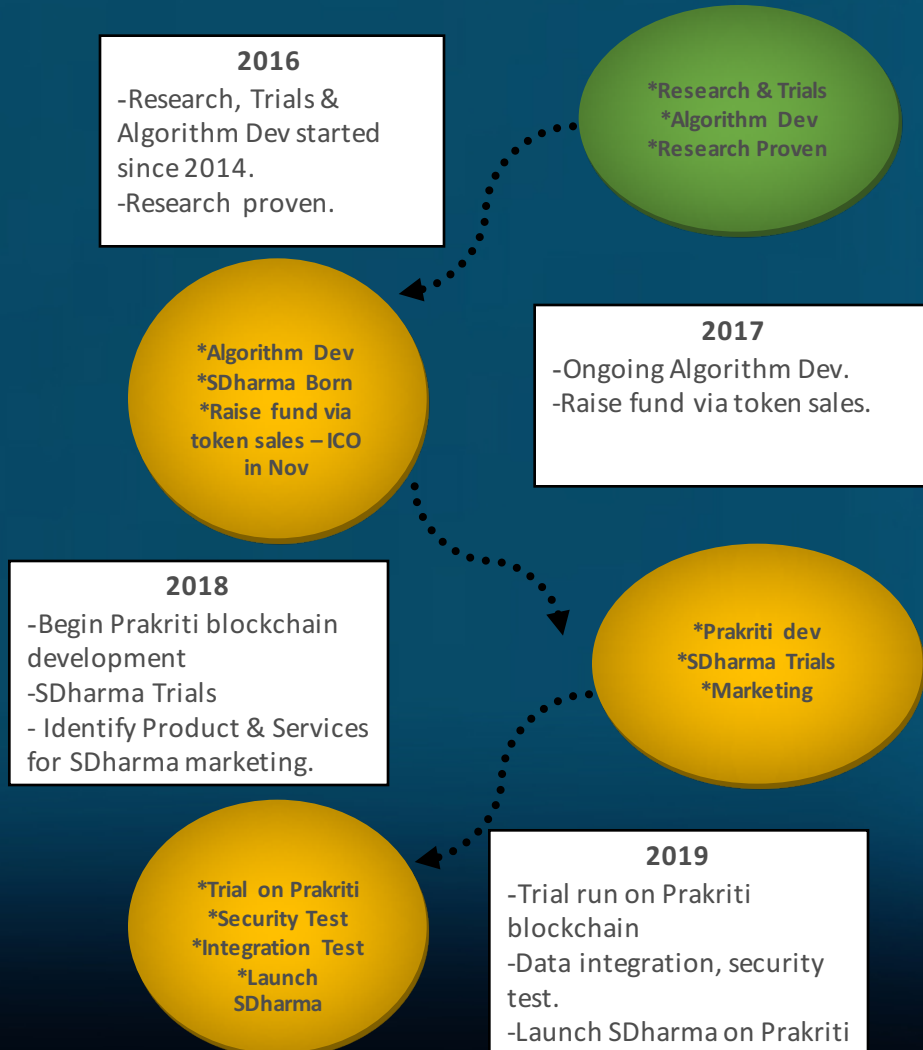 2016
-Research, Trials &
Algorithm Dev started
since 2014.
-Research proven.
*Research & Trials
*Algorithm Dev
*Research Proven
*Algorithm Dev
*SDharma Born
*Raise fund via
token sales – ICO
in Nov
2017
-Ongoing Algorithm Dev.
-Raise fund via token sales.
2018
-Begin Prakriti blockchain
development
-SDharma Trials
- Identify Product & Services
for SDharma marketing.
*Prakriti dev
*SDharma Trials
*Marketing
*Trial on Prakriti
*Security Test
*Integration Test
*Launch
SDharma
2019
-Trial run on Prakriti
blockchain
-Data integration, security
test.
-Launch SDharma on Prakriti